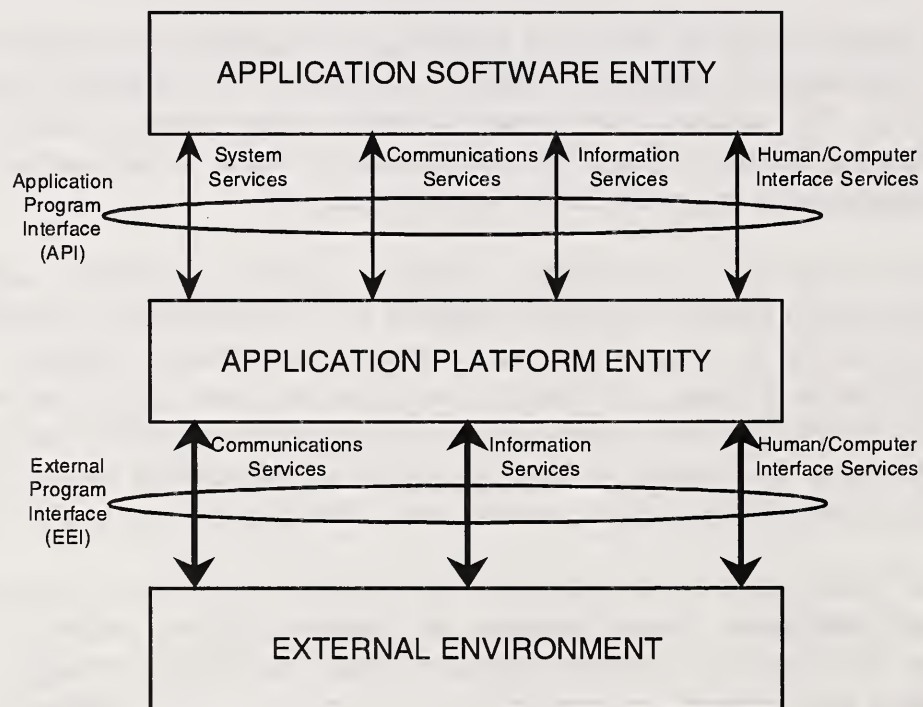 APPLICATION SOFTWARE ENTITY
System
Services
Communications
Services
Information
Services
Human/Computer
Interface Services
Application
Program
Interface
(API)
APPLICATION PLATFORM ENTITY
Communications
Services
Information
Services
Human/Computer
Interface Services
External
Program
Interface
(EEI)
EXTERNAL ENVIRONMENT